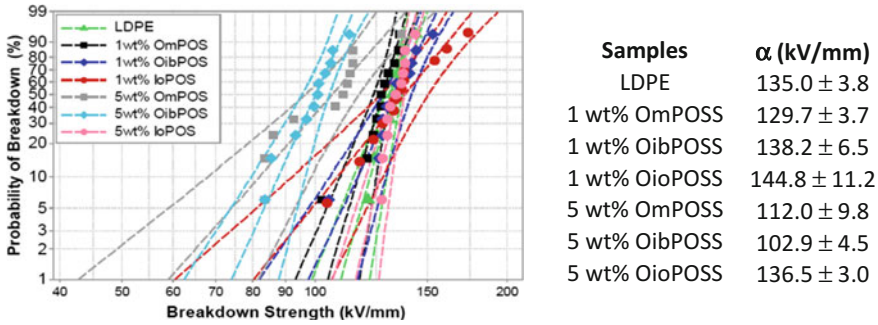 Probability of Breakdown (%)
99
90
80
70
60
50
40
30
20
10
5
3
2
1
LDPE
1wt% OmPOS
1wt% OibPOS
1wt% IoPOS
5wt% OmPOS
5wt% OibPOS
5wt% IoPOS
40
50
60
70
80
90
100
150
200
Breakdown Strength (kV/mm)
Samples α (kV/mm)
LDPE 135.0 ± 3.8
1 wt% OmPOSS 129.7 ± 3.7
1 wt% OibPOSS 138.2 ± 6.5
1 wt% OioPOSS 144.8 ± 11.2
5 wt% OmPOSS 112.0 ± 9.8
5 wt% OibPOSS 102.9 ± 4.5
5 wt% OioPOSS 136.5 ± 3.0